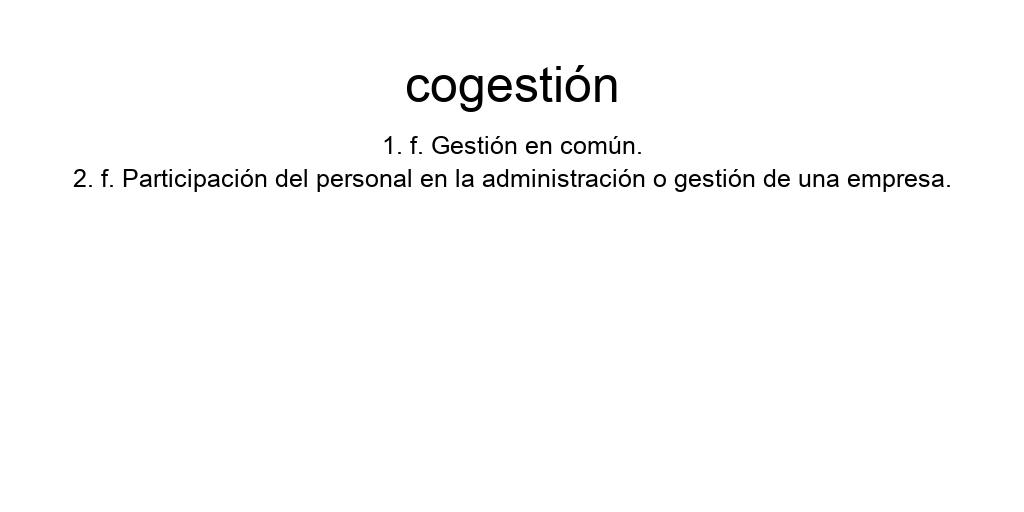 cogestión
1. f. Gestión en común.
2. f. Participación del personal en la administración o gestión de una empresa.